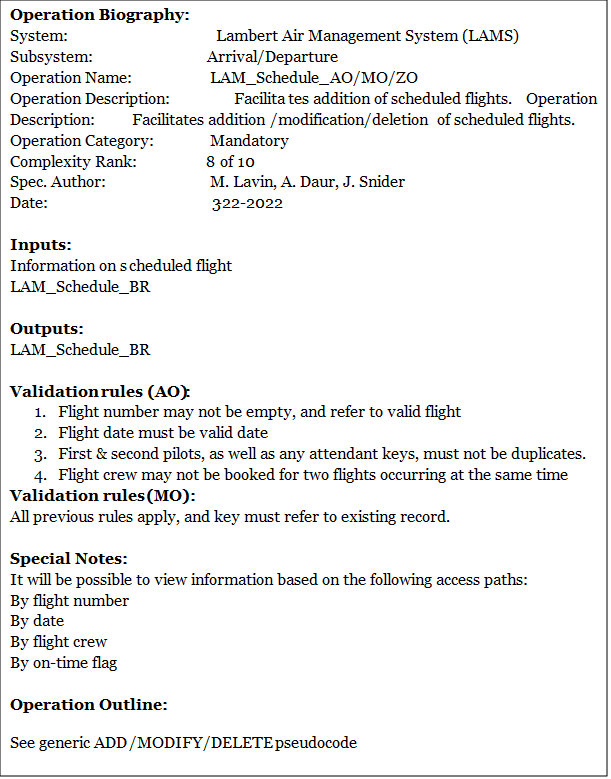 Operation Biography:
System: Lambert Air Management System (LAMS)
Subsystem: Arrival/Departure
Operation Name: LAM_Schedule_AO/MO/ZO
Operation Description: Facilita tes addition of scheduled flights. Operation
Description: Facilitates addition /modification/deletion of scheduled flights.
Operation Category: Mandatory
Complexity Rank: 8 of 10
Spec. Author: M. Lavin, A. Daur, J. Snider
Date: 322-2022
Inputs:
Information on s cheduled flight
LAM_Schedule_BR
Outputs:
LAM_Schedule_BR
Validation rules (AO):
1. Flight number may not be empty, and refer to valid flight
2. Flight date must be valid date
3. First & second pilots, as well as any attendant keys, must not be duplicates.
4. Flight crew may not be booked for two flights occurring at the same time
Validation rules (MO):
All previous rules apply, and key must refer to existing record.
Special Notes:
It will be possible to view information based on the following access paths:
By flight number
By date
By flight crew
By on-time flag
Operation Outline:
See generic ADD /MODIFY/DELETE pseudocode